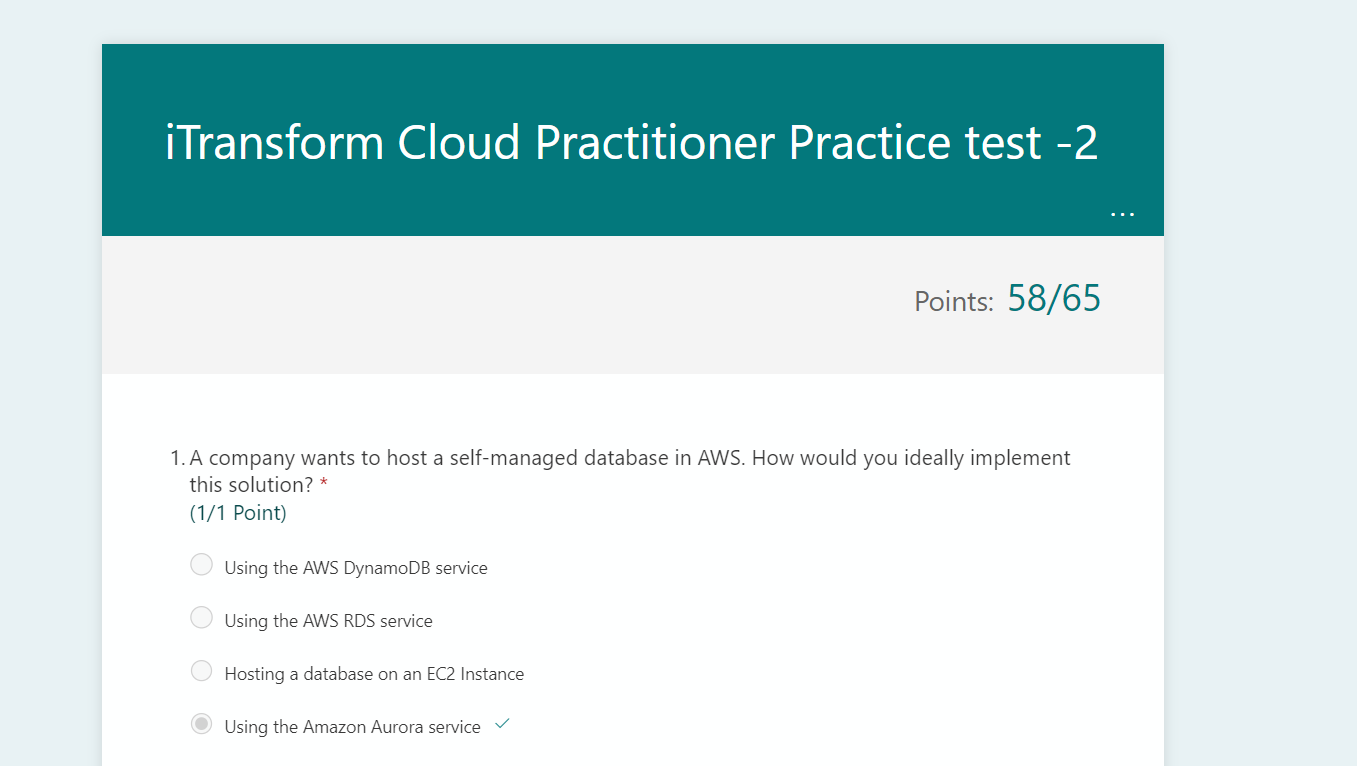 iTransform Cloud Practitioner Practice test -2
...
Points: 58/65
1. A company wants to host a self-managed database in AWS. How would you ideally implement
this solution? *
(1/1 Point)
Using the AWS DynamoDB service
Using the AWS RDS service
Hosting a database on an EC2 Instance
Using the Amazon Aurora service